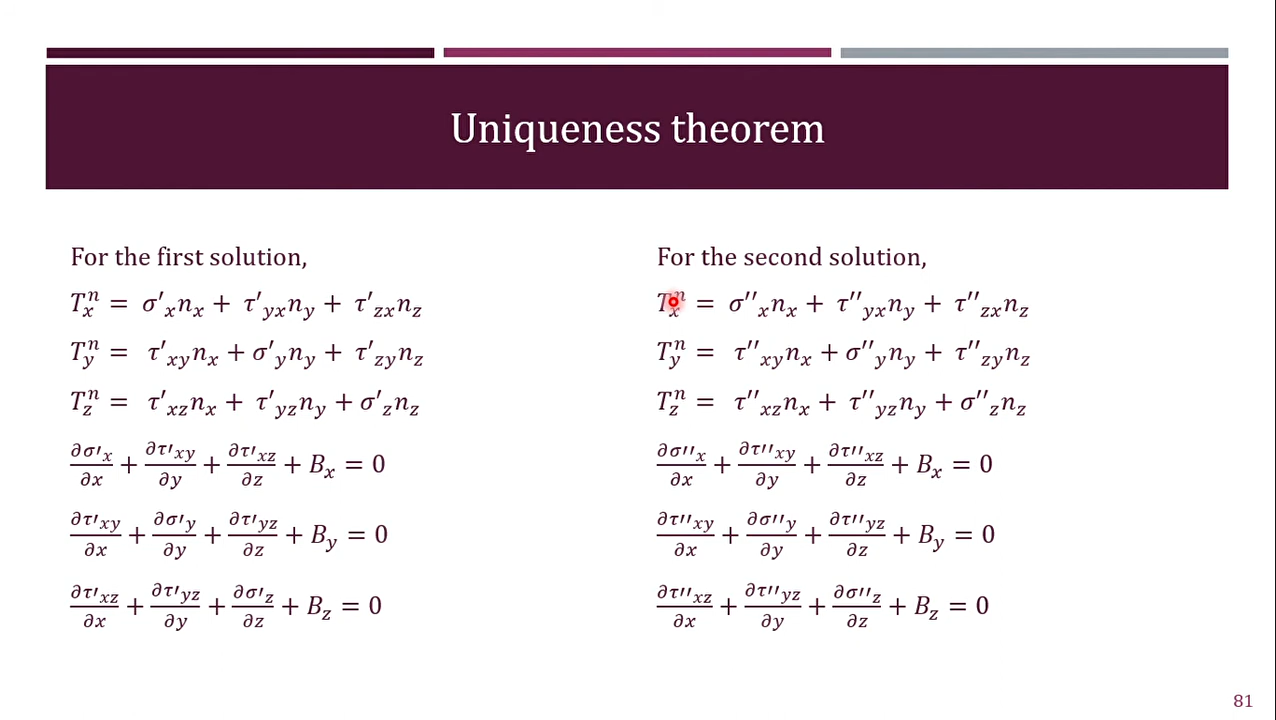 Uniqueness theorem
For the first solution,
T_x^n = σ′_x n_x + τ′_yx n_y + τ′_zx n_z
T_y^n = τ′_xy n_x + σ′_y n_y + τ′_zy n_z
T_z^n = τ′_xz n_x + τ′_yz n_y + σ′_z n_z
∂σ′_x/∂x + ∂τ′_xy/∂y + ∂τ′_xz/∂z + B_x = 0
∂τ′_xy/∂x + ∂σ′_y/∂y + ∂τ′_yz/∂z + B_y = 0
∂τ′_xz/∂x + ∂τ′_yz/∂y + ∂σ′_z/∂z + B_z = 0
For the second solution,
T_x^n = σ′′_x n_x + τ′′_yx n_y + τ′′_zx n_z
T_y^n = τ′′_xy n_x + σ′′_y n_y + τ′′_zy n_z
T_z^n = τ′′_xz n_x + τ′′_yz n_y + σ′′_z n_z
∂σ′′_x/∂x + ∂τ′′_xy/∂y + ∂τ′′_xz/∂z + B_x = 0
∂τ′′_xy/∂x + ∂σ′′_y/∂y + ∂τ′′_yz/∂z + B_y = 0
∂τ′′_xz/∂x + ∂τ′′_yz/∂y + ∂σ′′_z/∂z + B_z = 0
81